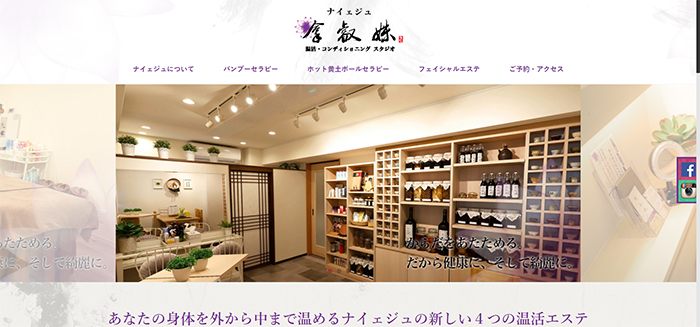 ナイェジュ
拿叡姝
温活・コンディショニング スタジオ
ナイェジュについて
バンブーセラピー
ホット黄土ボールセラピー
フェイシャルエステ
ご予約・アクセス
あたためる。
に、そして綺麗に。
からだをあたためる。
だから健康に、そして綺麗に。
あなたの身体を外から中まで温めるナイェジュの新しい４つの温活エステ